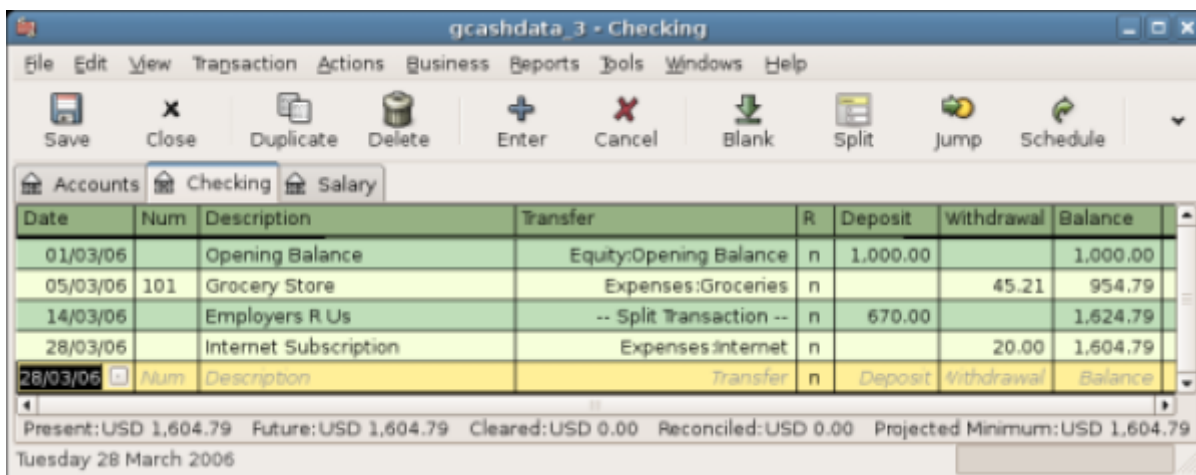 gcashdata_3 - Checking
File Edit View Transaction Actions Business Reports Tools Windows Help
Save Close Duplicate Delete Enter Cancel Blank Split Jump Schedule
Accounts Checking Salary
Date Num Description Transfer R Deposit Withdrawal Balance
01/03/06 Opening Balance Equity:Opening Balance n 1,000.00 1,000.00
05/03/06 101 Grocery Store Expenses:Groceries n 45.21 954.79
14/03/06 Employers R Us -- Split Transaction -- n 670.00 1,624.79
28/03/06 Internet Subscription Expenses:Internet n 20.00 1,604.79
28/03/06 Num Description Transfer n Deposit Withdrawal Balance
Present:USD 1,604.79 Future:USD 1,604.79 Cleared:USD 0.00 Reconciled:USD 0.00 Projected Minimum:USD 1,604.79
Tuesday 28 March 2006